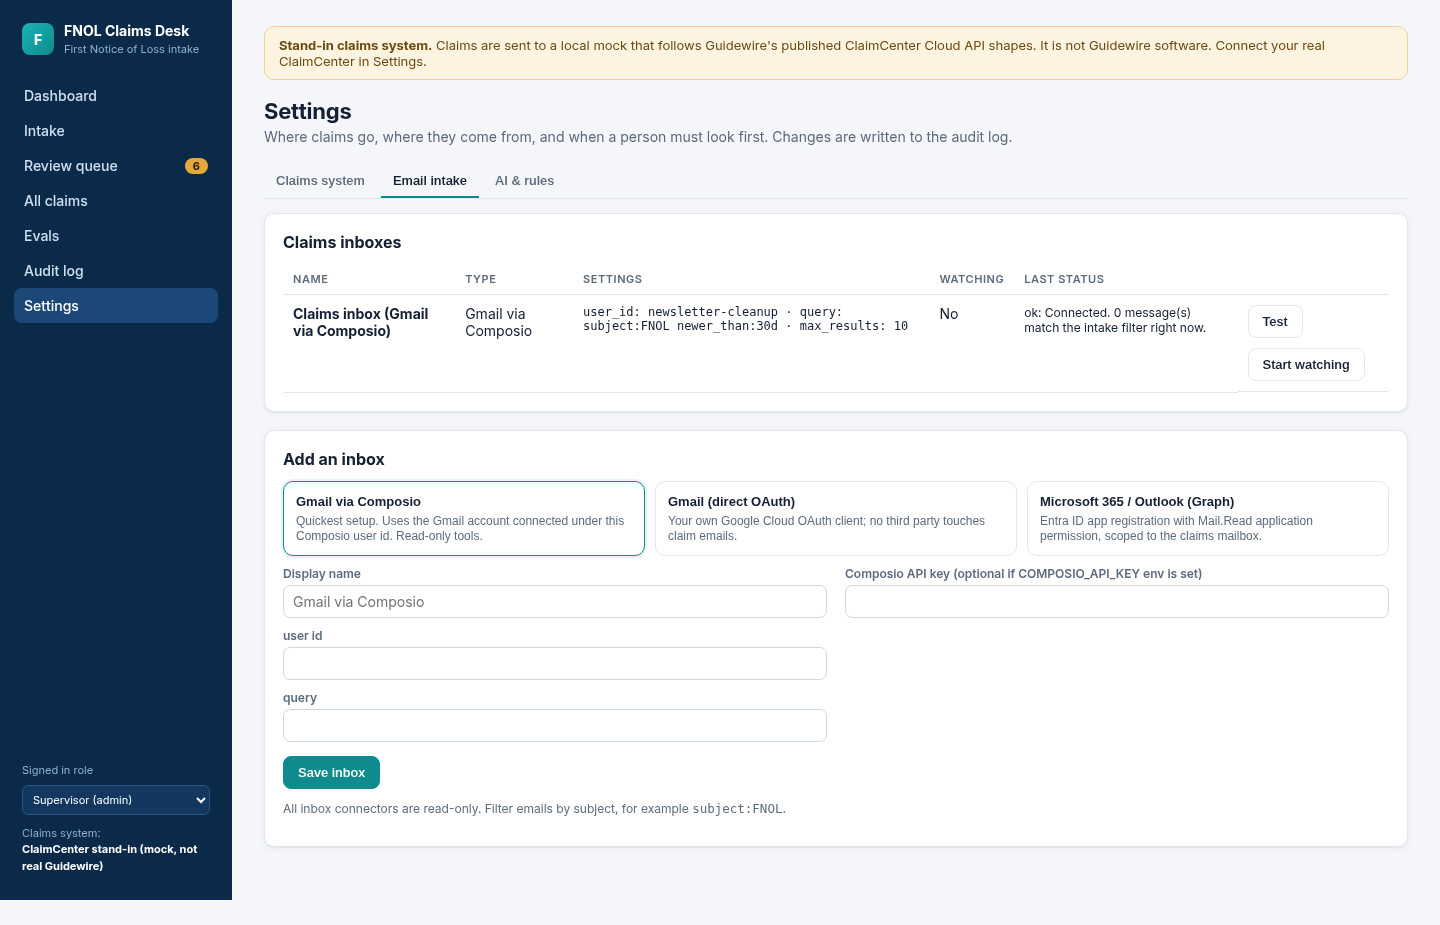 F
FNOL Claims Desk
First Notice of Loss intake
Dashboard
Intake
Review queue 6
All claims
Evals
Audit log
Settings
Signed in role
Supervisor (admin)
Claims system:
ClaimCenter stand-in (mock, not
real Guidewire)
Stand-in claims system. Claims are sent to a local mock that follows Guidewire's published ClaimCenter Cloud API shapes. It is not Guidewire software. Connect your real
ClaimCenter in Settings.
Settings
Where claims go, where they come from, and when a person must look first. Changes are written to the audit log.
Claims system Email intake AI & rules
Claims inboxes
NAME TYPE SETTINGS WATCHING LAST STATUS
Claims inbox (Gmail
via Composio)
Gmail via
Composio
user_id: newsletter-cleanup · query:
subject:FNOL newer_than:30d · max_results: 10
No
ok: Connected. 0 message(s)
match the intake filter right now.
Test
Start watching
Add an inbox
Gmail via Composio
Quickest setup. Uses the Gmail account connected under this
Composio user id. Read-only tools.
Gmail (direct OAuth)
Your own Google Cloud OAuth client; no third party touches
claim emails.
Microsoft 365 / Outlook (Graph)
Entra ID app registration with Mail.Read application
permission, scoped to the claims mailbox.
Display name
Gmail via Composio
Composio API key (optional if COMPOSIO_API_KEY env is set)
user id
query
Save inbox
All inbox connectors are read-only. Filter emails by subject, for example subject:FNOL.